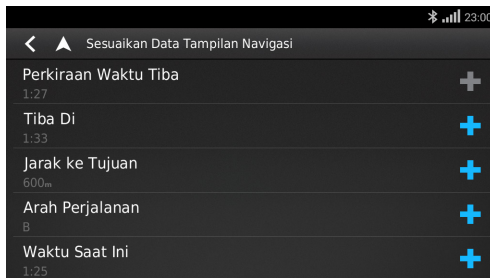 23:00
Sesuaikan Data Tampilan Navigasi
Perkiraan Waktu Tiba
1:27
Tiba Di
1:33
Jarak ke Tujuan
600m
Arah Perjalanan
B
Waktu Saat Ini
1:25